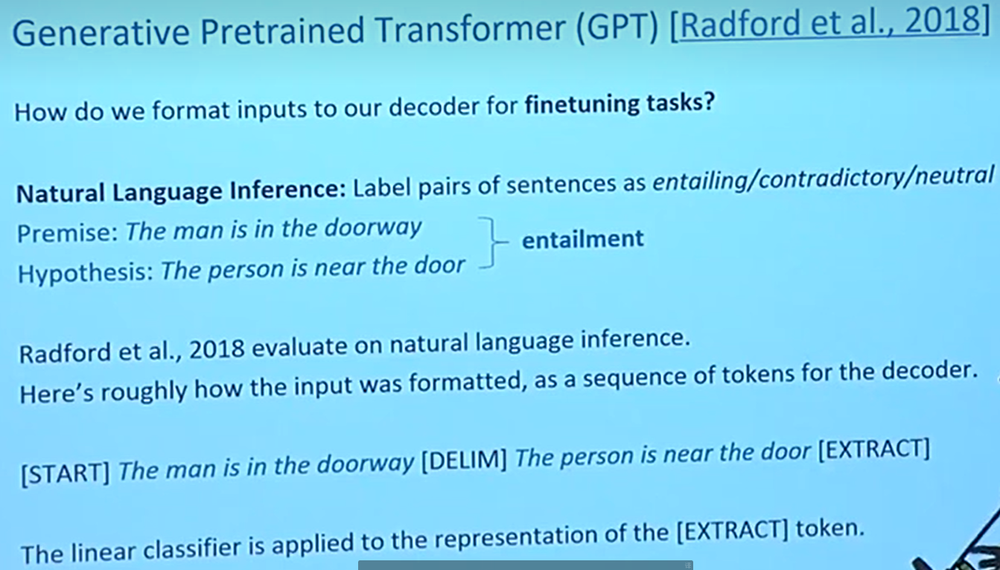 Generative Pretrained Transformer (GPT) [Radford et al., 2018]
How do we format inputs to our decoder for finetuning tasks?
Natural Language Inference: Label pairs of sentences as entailing/contradictory/neutral
Premise: The man is in the doorway
Hypothesis: The person is near the door
entailment
Radford et al., 2018 evaluate on natural language inference.
Here's roughly how the input was formatted, as a sequence of tokens for the decoder.
[START] The man is in the doorway [DELIM] The person is near the door [EXTRACT]
The linear classifier is applied to the representation of the [EXTRACT] token.